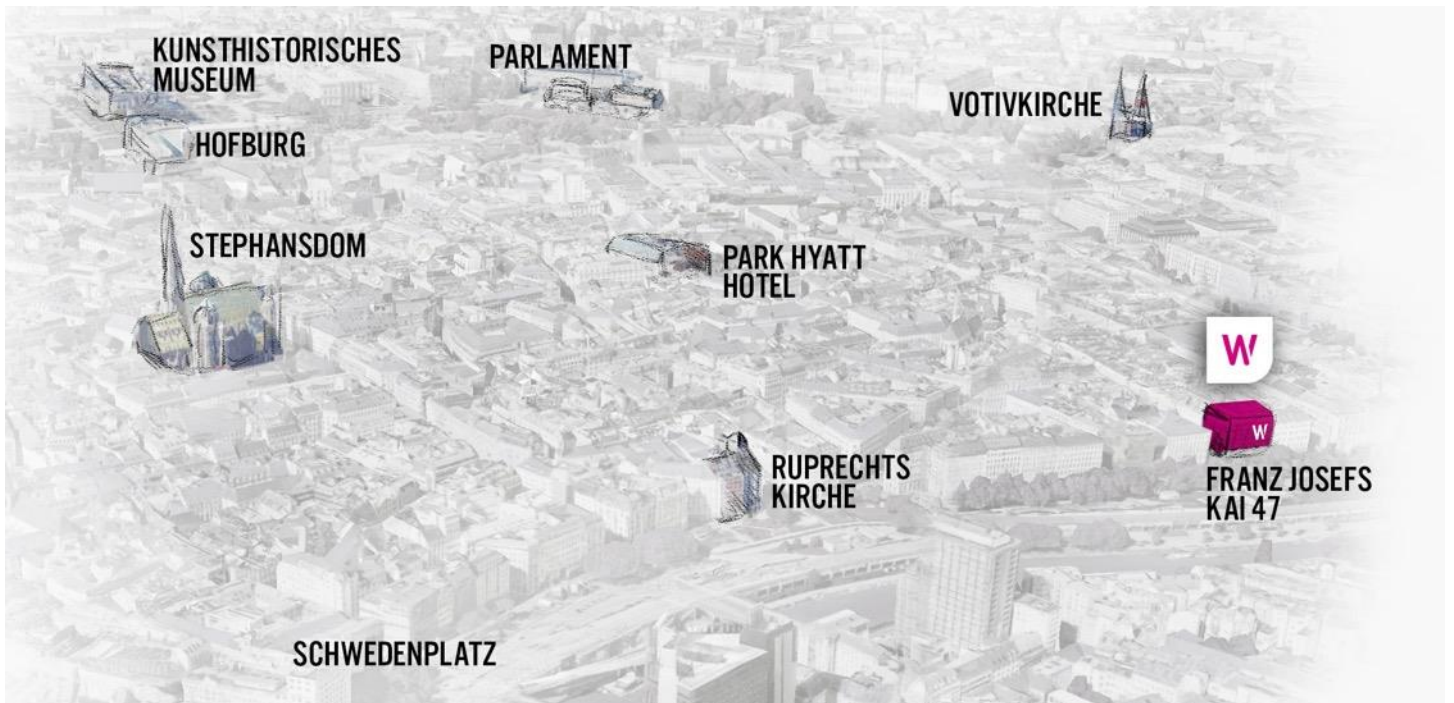 KUNSTHISTORISCHES
MUSEUM
PARLAMENT
VOTIVKIRCHE
HOFBURG
STEPHANSDOM
PARK HYATT
HOTEL
W
W
RUPRECHTS
KIRCHE
FRANZ JOSEFS
KAI 47
SCHWEDENPLATZ